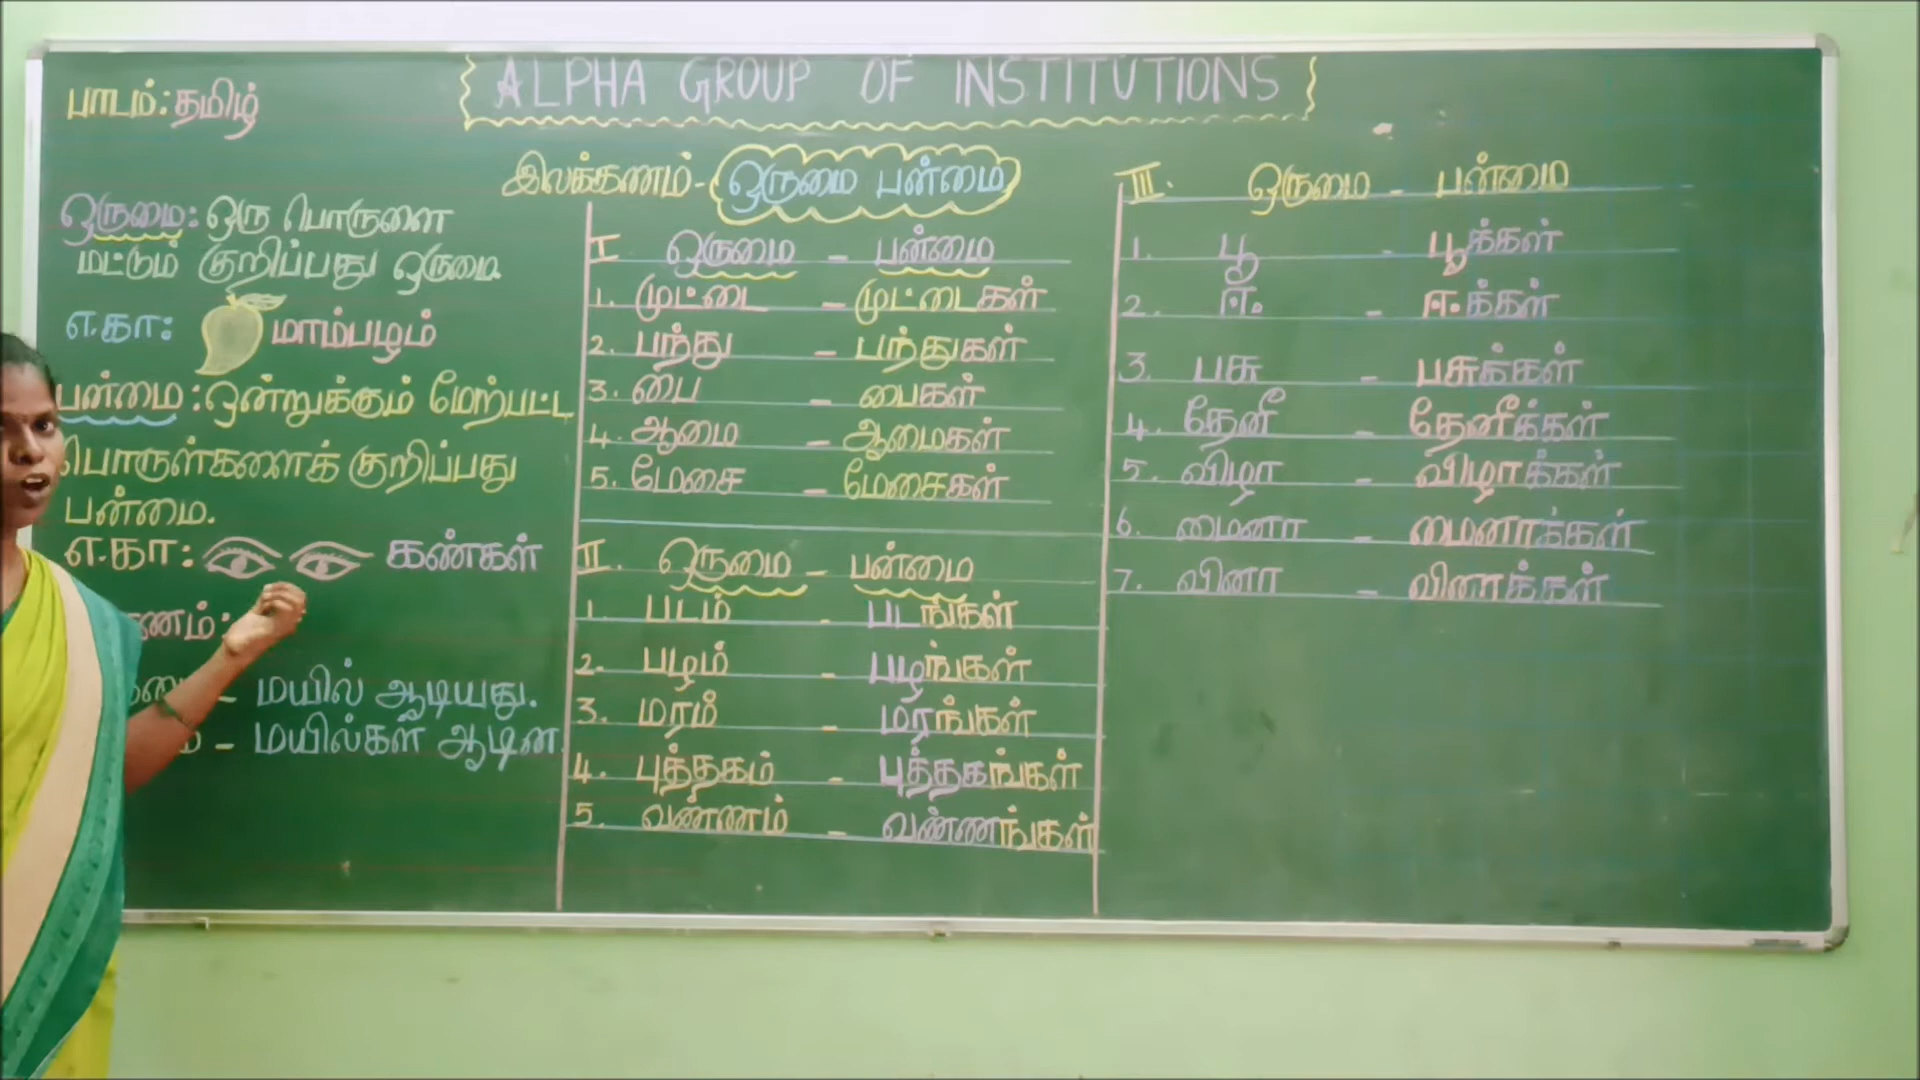 ALPHA GROUP OF INSTITUTIONS
பாடம்: தமிழ்
இலக்கணம்- ஒருமை பன்மை
ஒருமை: ஒரு பொருளை
மட்டும் குறிப்பது ஒருமை.
எ.கா: மாம்பழம்
பன்மை: ஒன்றுக்கும் மேற்பட்ட
பொருள்களைக் குறிப்பது
பன்மை.
எ.கா: கண்கள்
ணம்:
மை - மயில் ஆடியது.
- மயில்கள் ஆடின
I ஒருமை - பன்மை
1. முட்டை - முட்டைகள்
2. பந்து - பந்துகள்
3. பை - பைகள்
4. ஆமை - ஆமைகள்
5. மேசை - மேசைகள்
II. ஒருமை - பன்மை
1. படம் - படங்கள்
2. பழம் - பழங்கள்
3. மரம் - மரங்கள்
4. புத்தகம் - புத்தகங்கள்
5. வண்ணம் - வண்ணங்கள்
III. ஒருமை - பன்மை
1. பூ - பூக்கள்
2. ஈ - ஈக்கள்
3. பசு - பசுக்கள்
4. தேனீ - தேனீக்கள்
5. விழா - விழாக்கள்
6. மைனா - மைனாக்கள்
7. வினா - வினாக்கள்